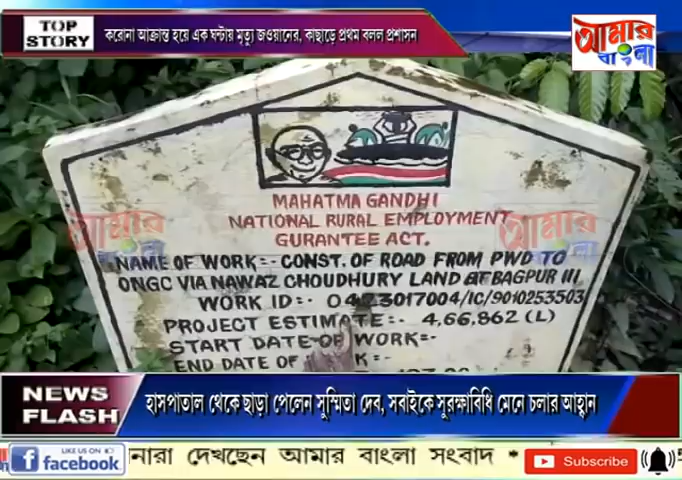 TOP STORY
করোনা আক্রান্ত হয়ে এক ঘন্টায় মৃত্যু জওয়ানের, কাছাড়ে প্রথম বলল প্রশাসন
আমার বাংলা
MAHATMA GANDHI
NATIONAL RURAL EMPLOYMENT
GURANTEE ACT.
আমার বাংলা
আমার বাংলা
NAME OF WORK:- CONST. OF ROAD FROM PWD TO
ONGC VIA NAWAZ CHOUDHURY LAND AT BAGPUR III
WORK ID:- 0423017004/IC/9010253503
PROJECT ESTIMATE:- 4,66,862 (L)
START DATE OF WORK:-
END DATE OF
NEWS FLASH
হাসপাতাল থেকে ছাড়া পেলেন সুস্মিতা দেব, সবাইকে সুরক্ষাবিধি মেনে চলার আহ্বান
LIKE US ON
facebook
নারা দেখছেন আমার বাংলা সংবাদ *
Subscribe